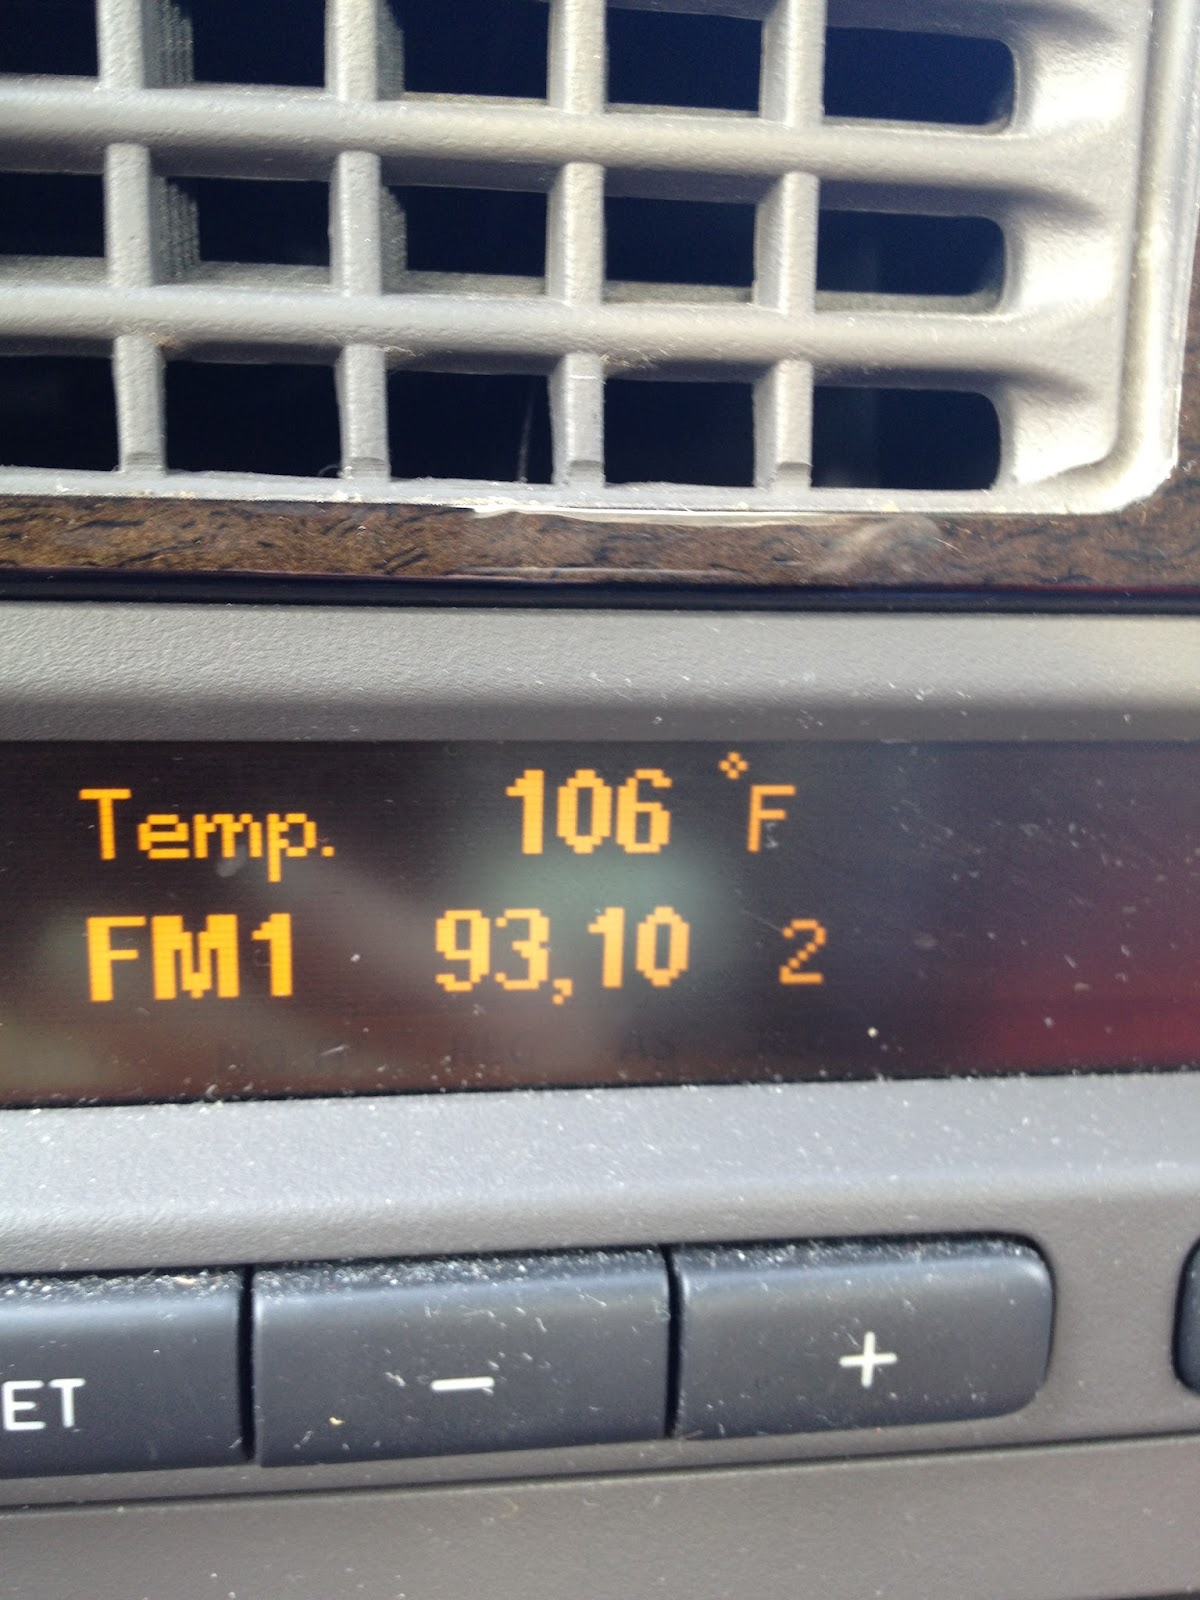 Temp. 106 °F
FM1 93,10 2
ET - +